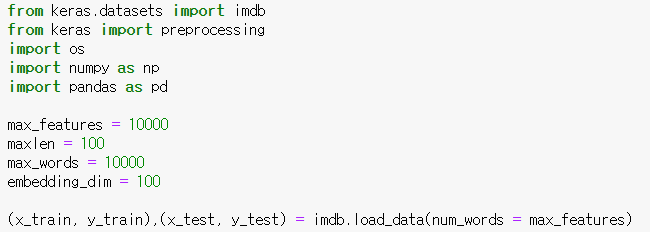 from keras.datasets import imdb
from keras import preprocessing
import os
import numpy as np
import pandas as pd
max_features = 10000
maxlen = 100
max_words = 10000
embedding_dim = 100
(x_train, y_train),(x_test, y_test) = imdb.load_data(num_words = max_features)